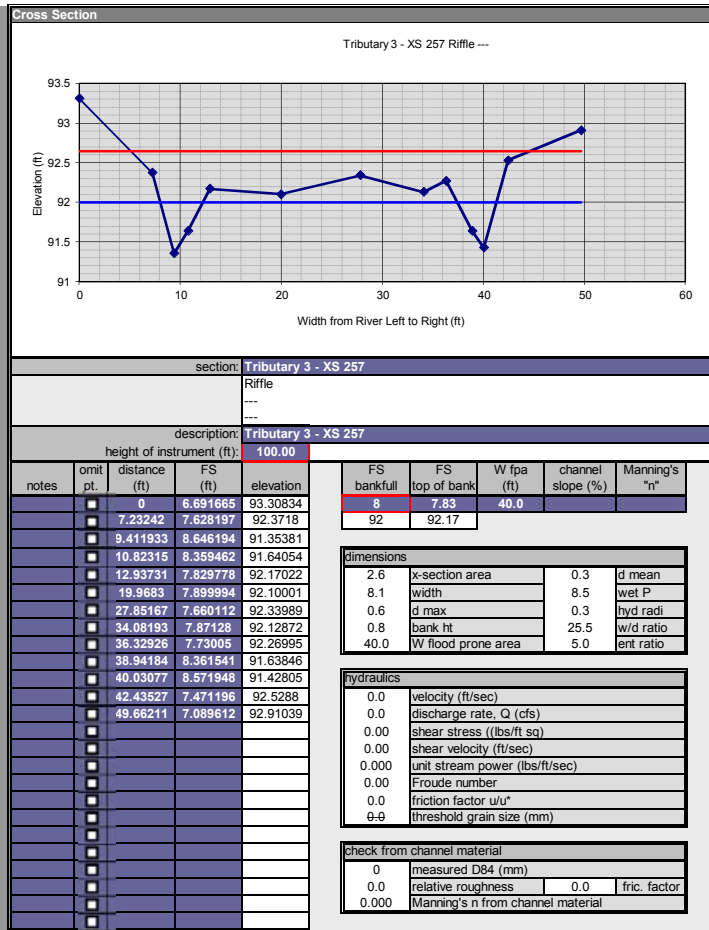 Cross Section
Tributary 3 - XS 257 Riffle ---
93.5
93
92.5
92
91.5
91
Elevation (ft)
0 10 20 30 40 50 60
Width from River Left to Right (ft)
section: Tributary 3 - XS 257
Riffle
---
---
description: Tributary 3 - XS 257
height of instrument (ft): 100.00
notes omit pt. distance (ft) FS (ft) elevation
0 6.691665 93.30834
7.23242 7.628197 92.3718
9.411933 8.646194 91.35381
10.82315 8.359462 91.64054
12.93731 7.829778 92.17022
19.9683 7.899994 92.10001
27.85167 7.660112 92.33989
34.08193 7.87128 92.12872
36.32926 7.73005 92.26995
38.94184 8.361541 91.63846
40.03077 8.571948 91.42805
42.43527 7.471196 92.5288
49.66211 7.089612 92.91039
FS bankfull FS top of bank W fpa (ft) channel slope (%) Manning's "n"
8 7.83 40.0
92 92.17
dimensions
2.6 x-section area 0.3 d mean
8.1 width 8.5 wet P
0.6 d max 0.3 hyd radi
0.8 bank ht 25.5 w/d ratio
40.0 W flood prone area 5.0 ent ratio
hydraulics
0.0 velocity (ft/sec)
0.0 discharge rate, Q (cfs)
0.00 shear stress ((lbs/ft sq)
0.00 shear velocity (ft/sec)
0.000 unit stream power (lbs/ft/sec)
0.00 Froude number
0.0 friction factor u/u*
0.0 threshold grain size (mm)
check from channel material
0 measured D84 (mm)
0.0 relative roughness 0.0 fric. factor
0.000 Manning's n from channel material